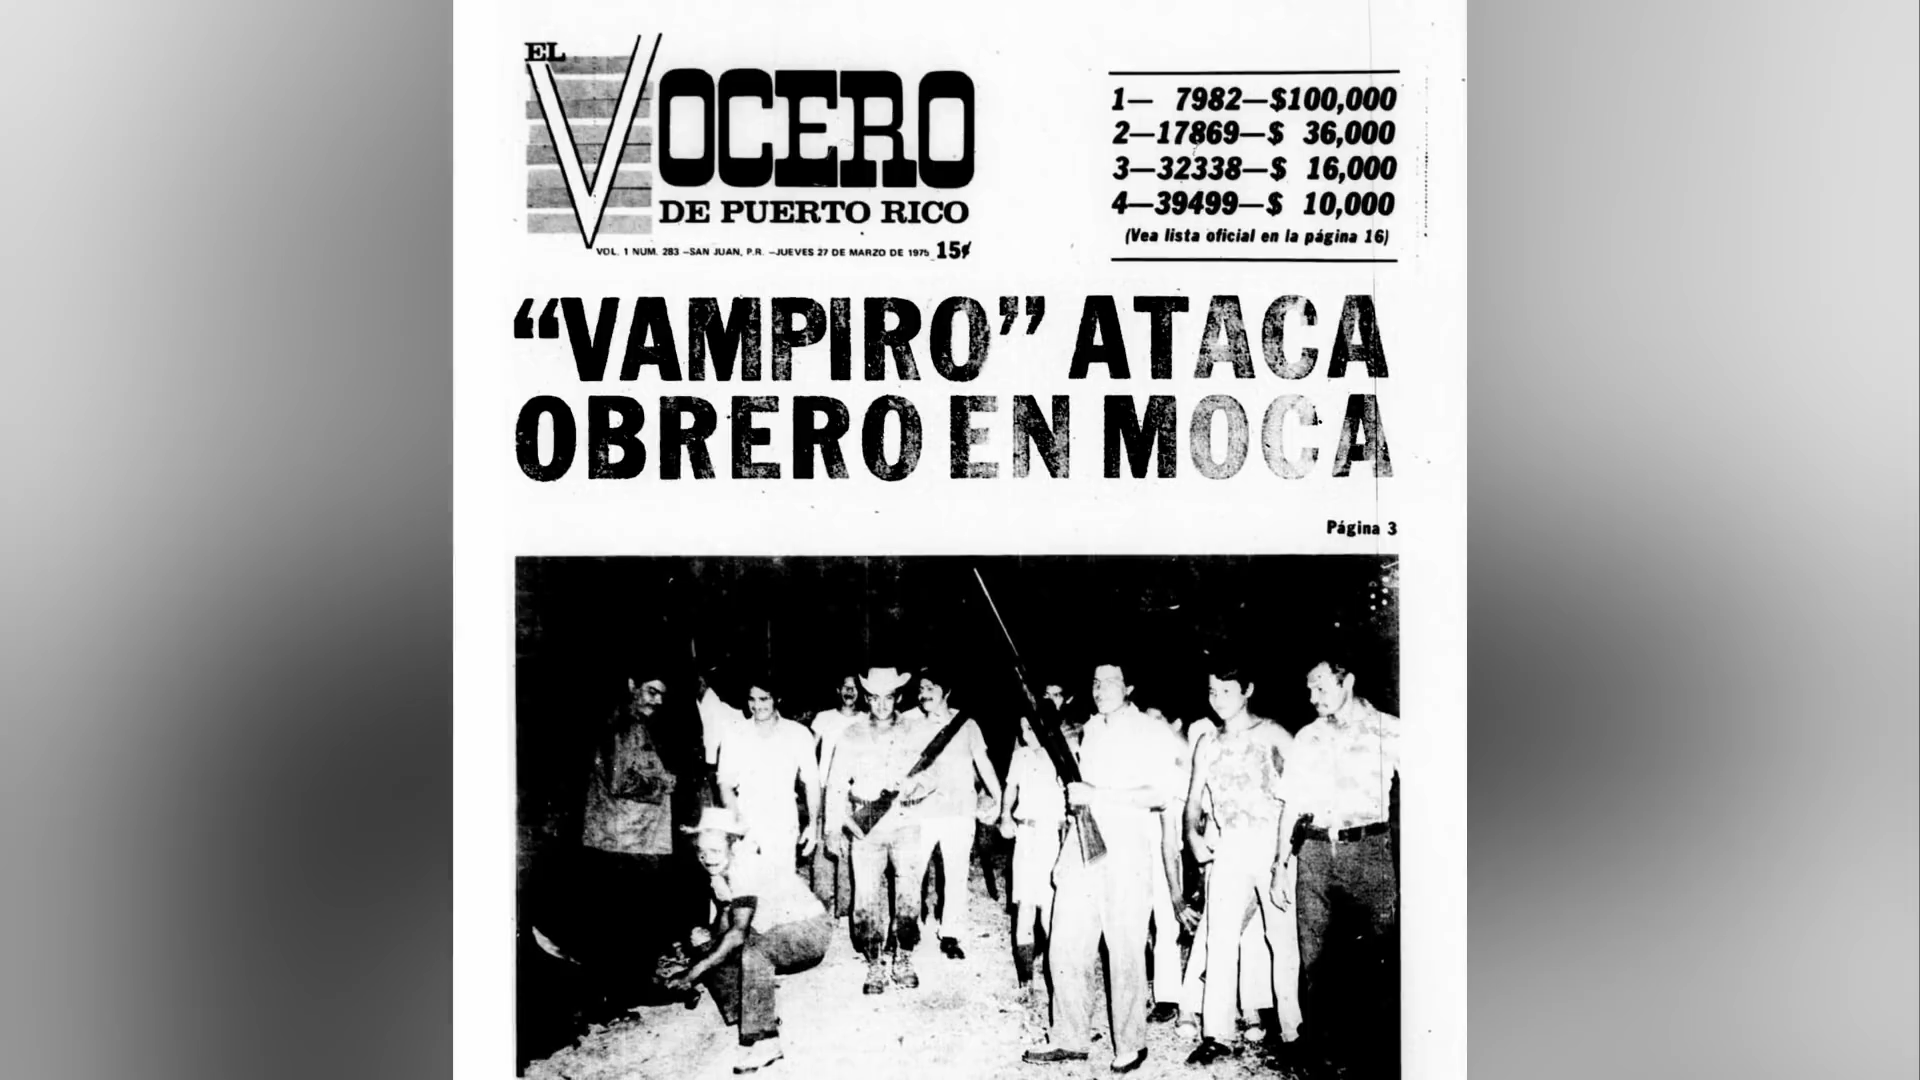 EL VOCERO
DE PUERTO RICO
VOL. 1 NUM. 283 –SAN JUAN, P.R. –JUEVES 27 DE MARZO DE 1975 15¢
1— 7982—$100,000
2—17869—$ 36,000
3—32338—$ 16,000
4—39499—$ 10,000
(Vea lista oficial en la página 16)
“VAMPIRO” ATACA
OBRERO EN MOCA
Página 3